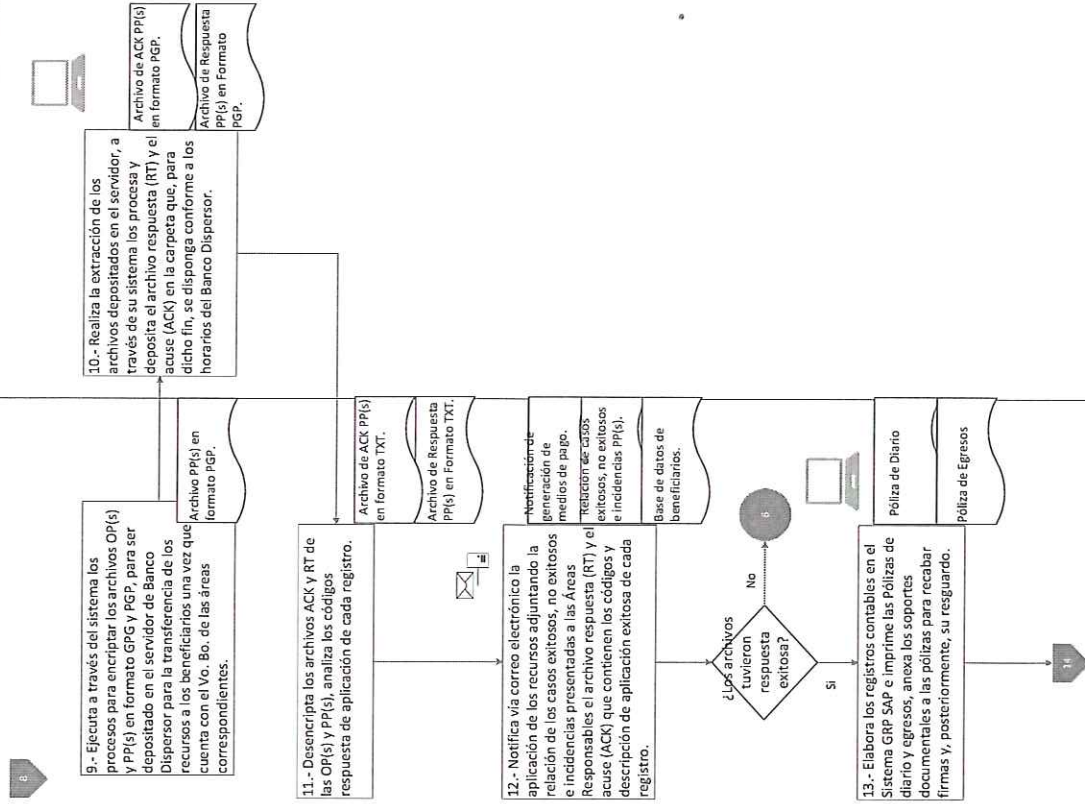 8
9.- Ejecuta a través del sistema los
procesos para encriptar los archivos OP(s)
y PP(s) en formato GPG y PGP, para ser
depositado en el servidor de Banco
Dispersor para la transferencia de los
recursos a los beneficiarios una vez que
cuenta con el Vo. Bo. de las áreas
correspondientes.
Archivo PP(s) en
formato PGP.
10.- Realiza la extracción de los
archivos depositados en el servidor, a
través de su sistema los procesa y
deposita el archivo respuesta (RT) y el
acuse (ACK) en la carpeta que, para
dicho fin, se disponga conforme a los
horarios del Banco Dispersor.
Archivo de ACK PP(s)
en formato PGP.
Archivo de Respuesta
PP(s) en Formato
PGP.
11.- Desencripta los archivos ACK y RT de
las OP(s) y PP(s), analiza los códigos
respuesta de aplicación de cada registro.
Archivo de ACK PP(s)
en formato TXT.
Archivo de Respuesta
PP(s) en Formato TXT.
12.- Notifica vía correo electrónico la
aplicación de los recursos adjuntando la
relación de los casos exitosos, no exitosos
e incidencias presentadas a las Áreas
Responsables el archivo respuesta (RT) y el
acuse (ACK) que contienen los códigos y
descripción de aplicación exitosa de cada
registro.
Notificación de
generación de
medios de pago.
Relación de casos
exitosos, no exitosos
e incidencias PP(s).
Base de datos de
beneficiarios.
¿Los archivos
tuvieron
respuesta
exitosa?
No
6
Si
13.- Elabora los registros contables en el
Sistema GRP SAP e imprime las Pólizas de
diario y egresos, anexa los soportes
documentales a las pólizas para recabar
firmas y, posteriormente, su resguardo.
Póliza de Diario
Póliza de Egresos
14